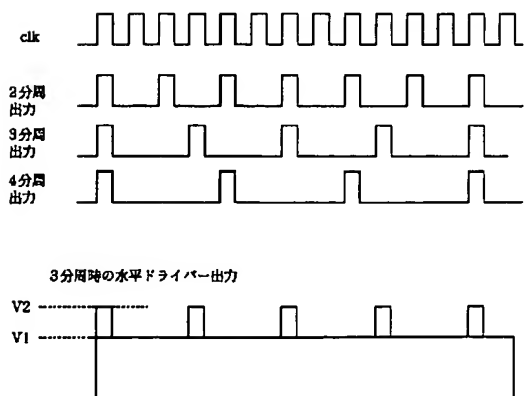 clk
2分周
出力
3分周
出力
4分周
出力
3分周時の水平ドライバー出力
V2
V1